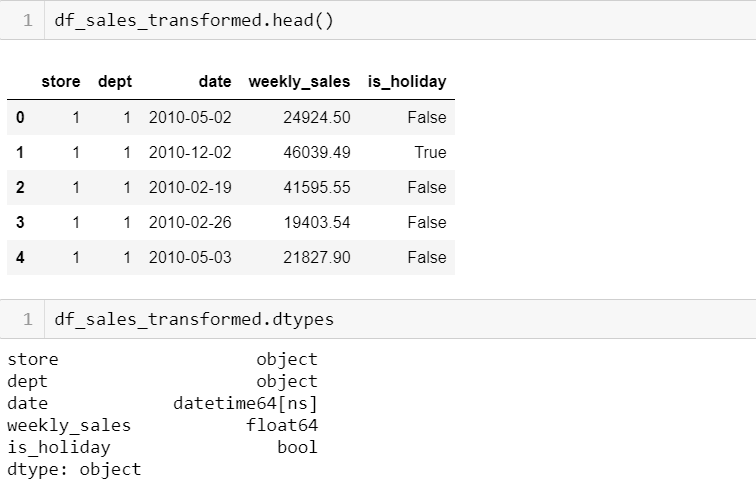 1 df_sales_transformed.head()
store dept date weekly_sales is_holiday
0 1 1 2010-05-02 24924.50 False
1 1 1 2010-12-02 46039.49 True
2 1 1 2010-02-19 41595.55 False
3 1 1 2010-02-26 19403.54 False
4 1 1 2010-05-03 21827.90 False
1 df_sales_transformed.dtypes
store object
dept object
date datetime64[ns]
weekly_sales float64
is_holiday bool
dtype: object